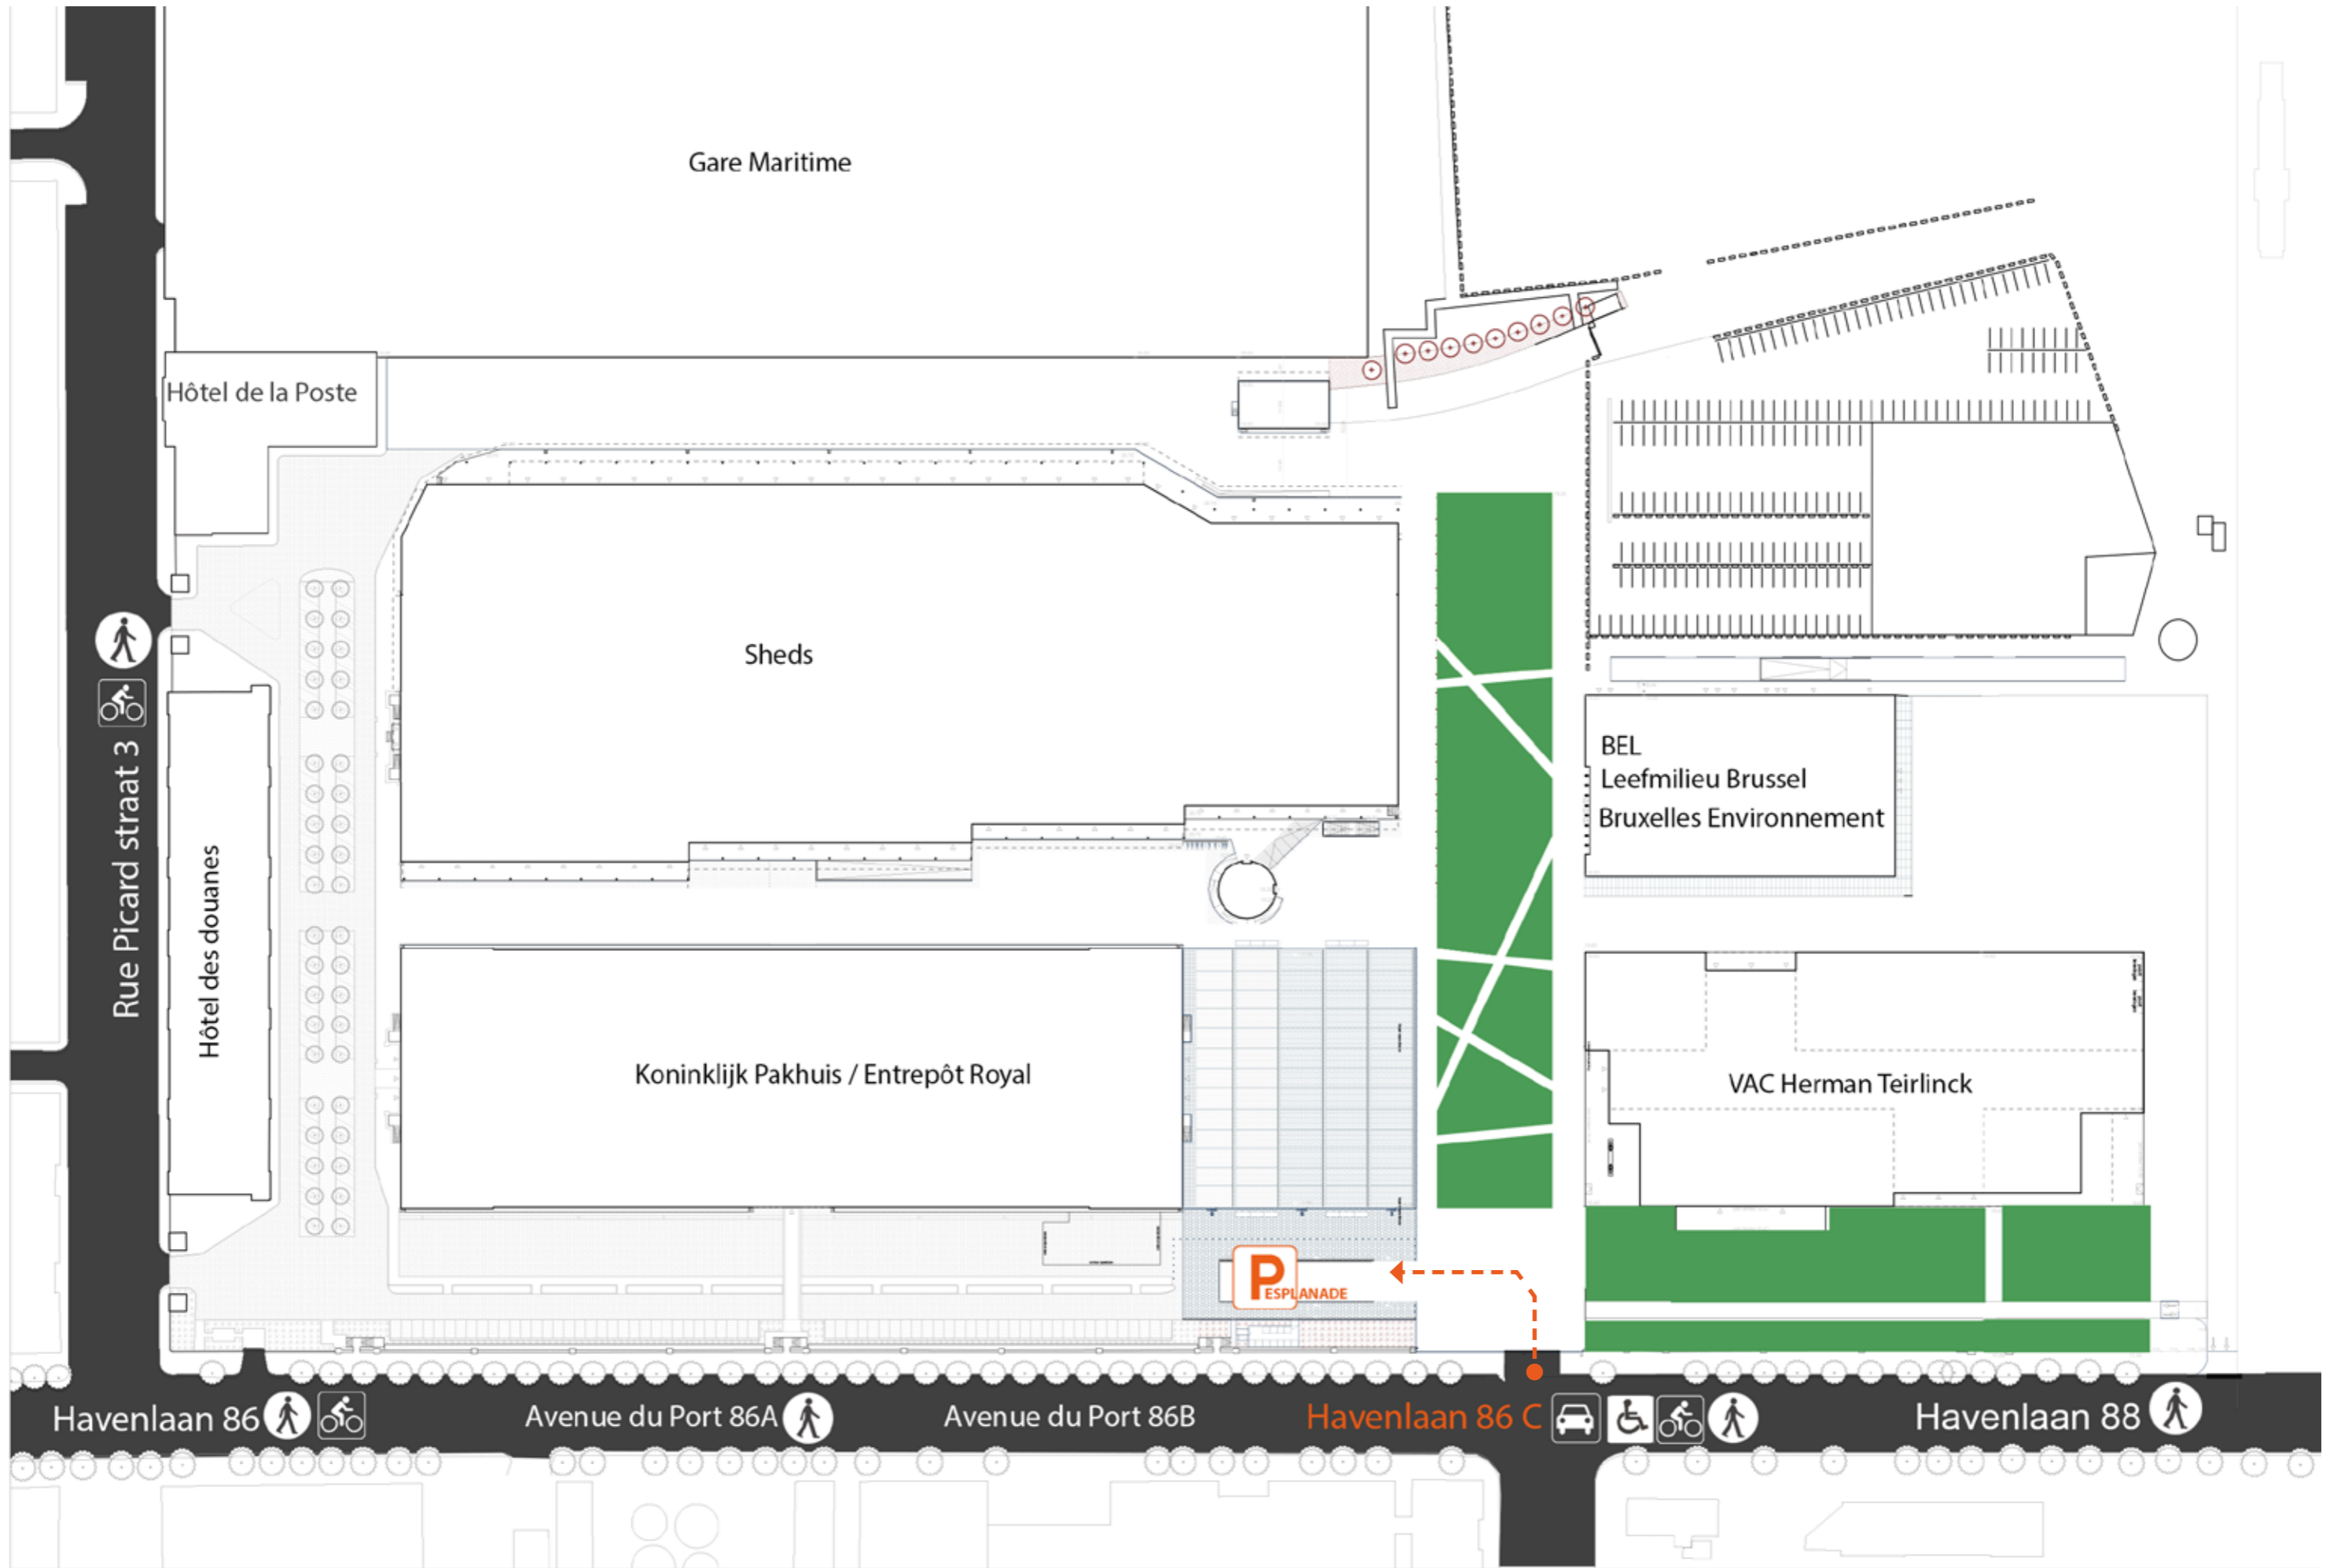 Gare Maritime
Hôtel de la Poste
Sheds
Rue Picard straat 3
Hôtel des douanes
BEL
Leefmilieu Brussel
Bruxelles Environnement
Koninklijk Pakhuis / Entrepôt Royal
VAC Herman Teirlinck
P
ESPLANADE
Havenlaan 86
Avenue du Port 86A
Avenue du Port 86B
Havenlaan 86 C
Havenlaan 88